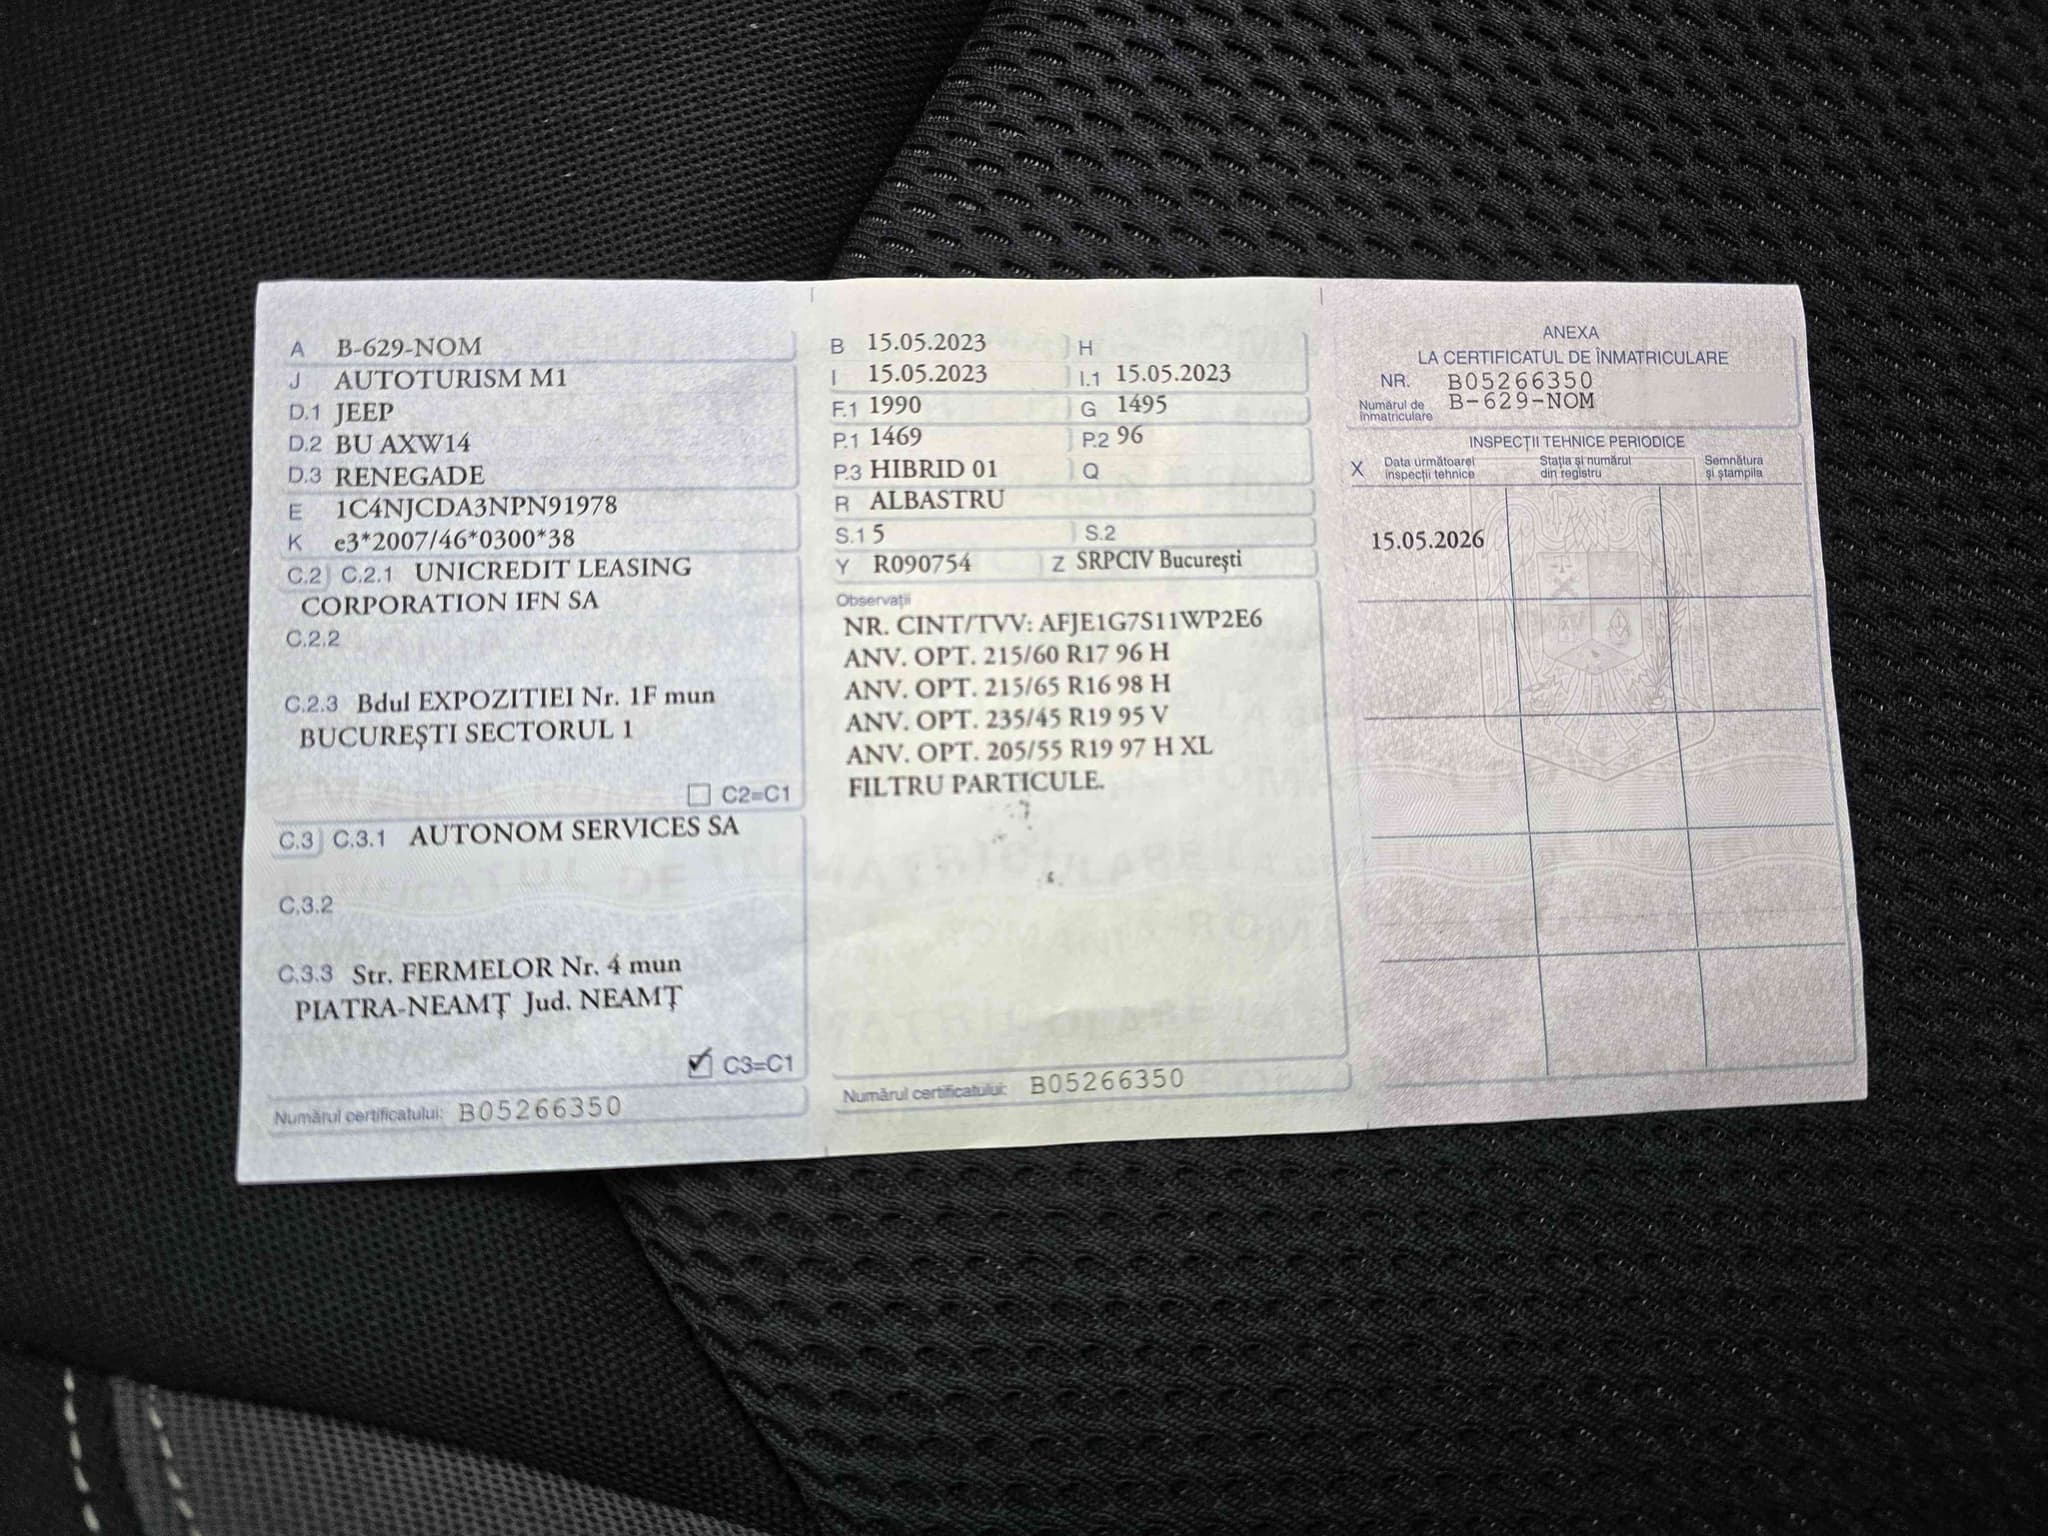 A B-629-NOM
J AUTOTURISM M1
D.1 JEEP
D.2 BU AXW14
D.3 RENEGADE
E 1C4NJCDA3NPN91978
K e3*2007/46*0300*38
C.2 C.2.1 UNICREDIT LEASING
CORPORATION IFN SA
C.2.2
C.2.3 Bdul EXPOZITIEI Nr. 1F mun
BUCUREŞTI SECTORUL 1
C2=C1
C.3 C.3.1 AUTONOM SERVICES SA
C.3.2
C.3.3 Str. FERMELOR Nr. 4 mun
PIATRA-NEAMŢ Jud. NEAMŢ
C3=C1
Numărul certificatului: B05266350
B 15.05.2023 H
I 15.05.2023 I.1 15.05.2023
F.1 1990 G 1495
P.1 1469 P.2 96
P.3 HIBRID 01 Q
R ALBASTRU
S.1 5 S.2
Y R090754 Z SRPCIV Bucureşti
Observaţii
NR. CINT/TVV: AFJE1G7S11WP2E6
ANV. OPT. 215/60 R17 96 H
ANV. OPT. 215/65 R16 98 H
ANV. OPT. 235/45 R19 95 V
ANV. OPT. 205/55 R19 97 H XL
FILTRU PARTICULE.
Numărul certificatului: B05266350
ANEXA
LA CERTIFICATUL DE ÎNMATRICULARE
NR. B05266350
Numărul de înmatriculare B-629-NOM
INSPECŢII TEHNICE PERIODICE
X Data următoarei inspecţii tehnice Staţia şi numărul din registru Semnătura şi ştampila
15.05.2026